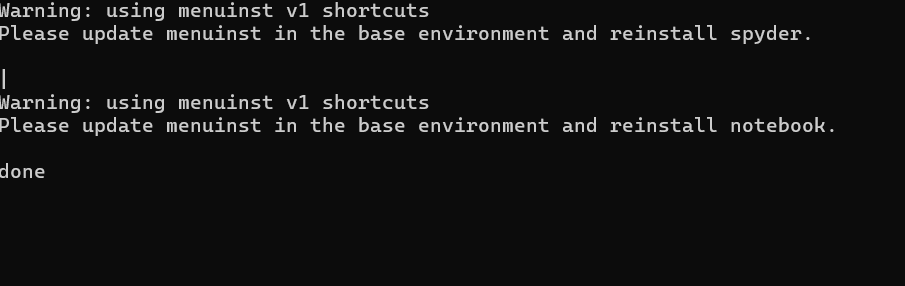 Warning: using menuinst v1 shortcuts
Please update menuinst in the base environment and reinstall spyder.
|
Warning: using menuinst v1 shortcuts
Please update menuinst in the base environment and reinstall notebook.
done